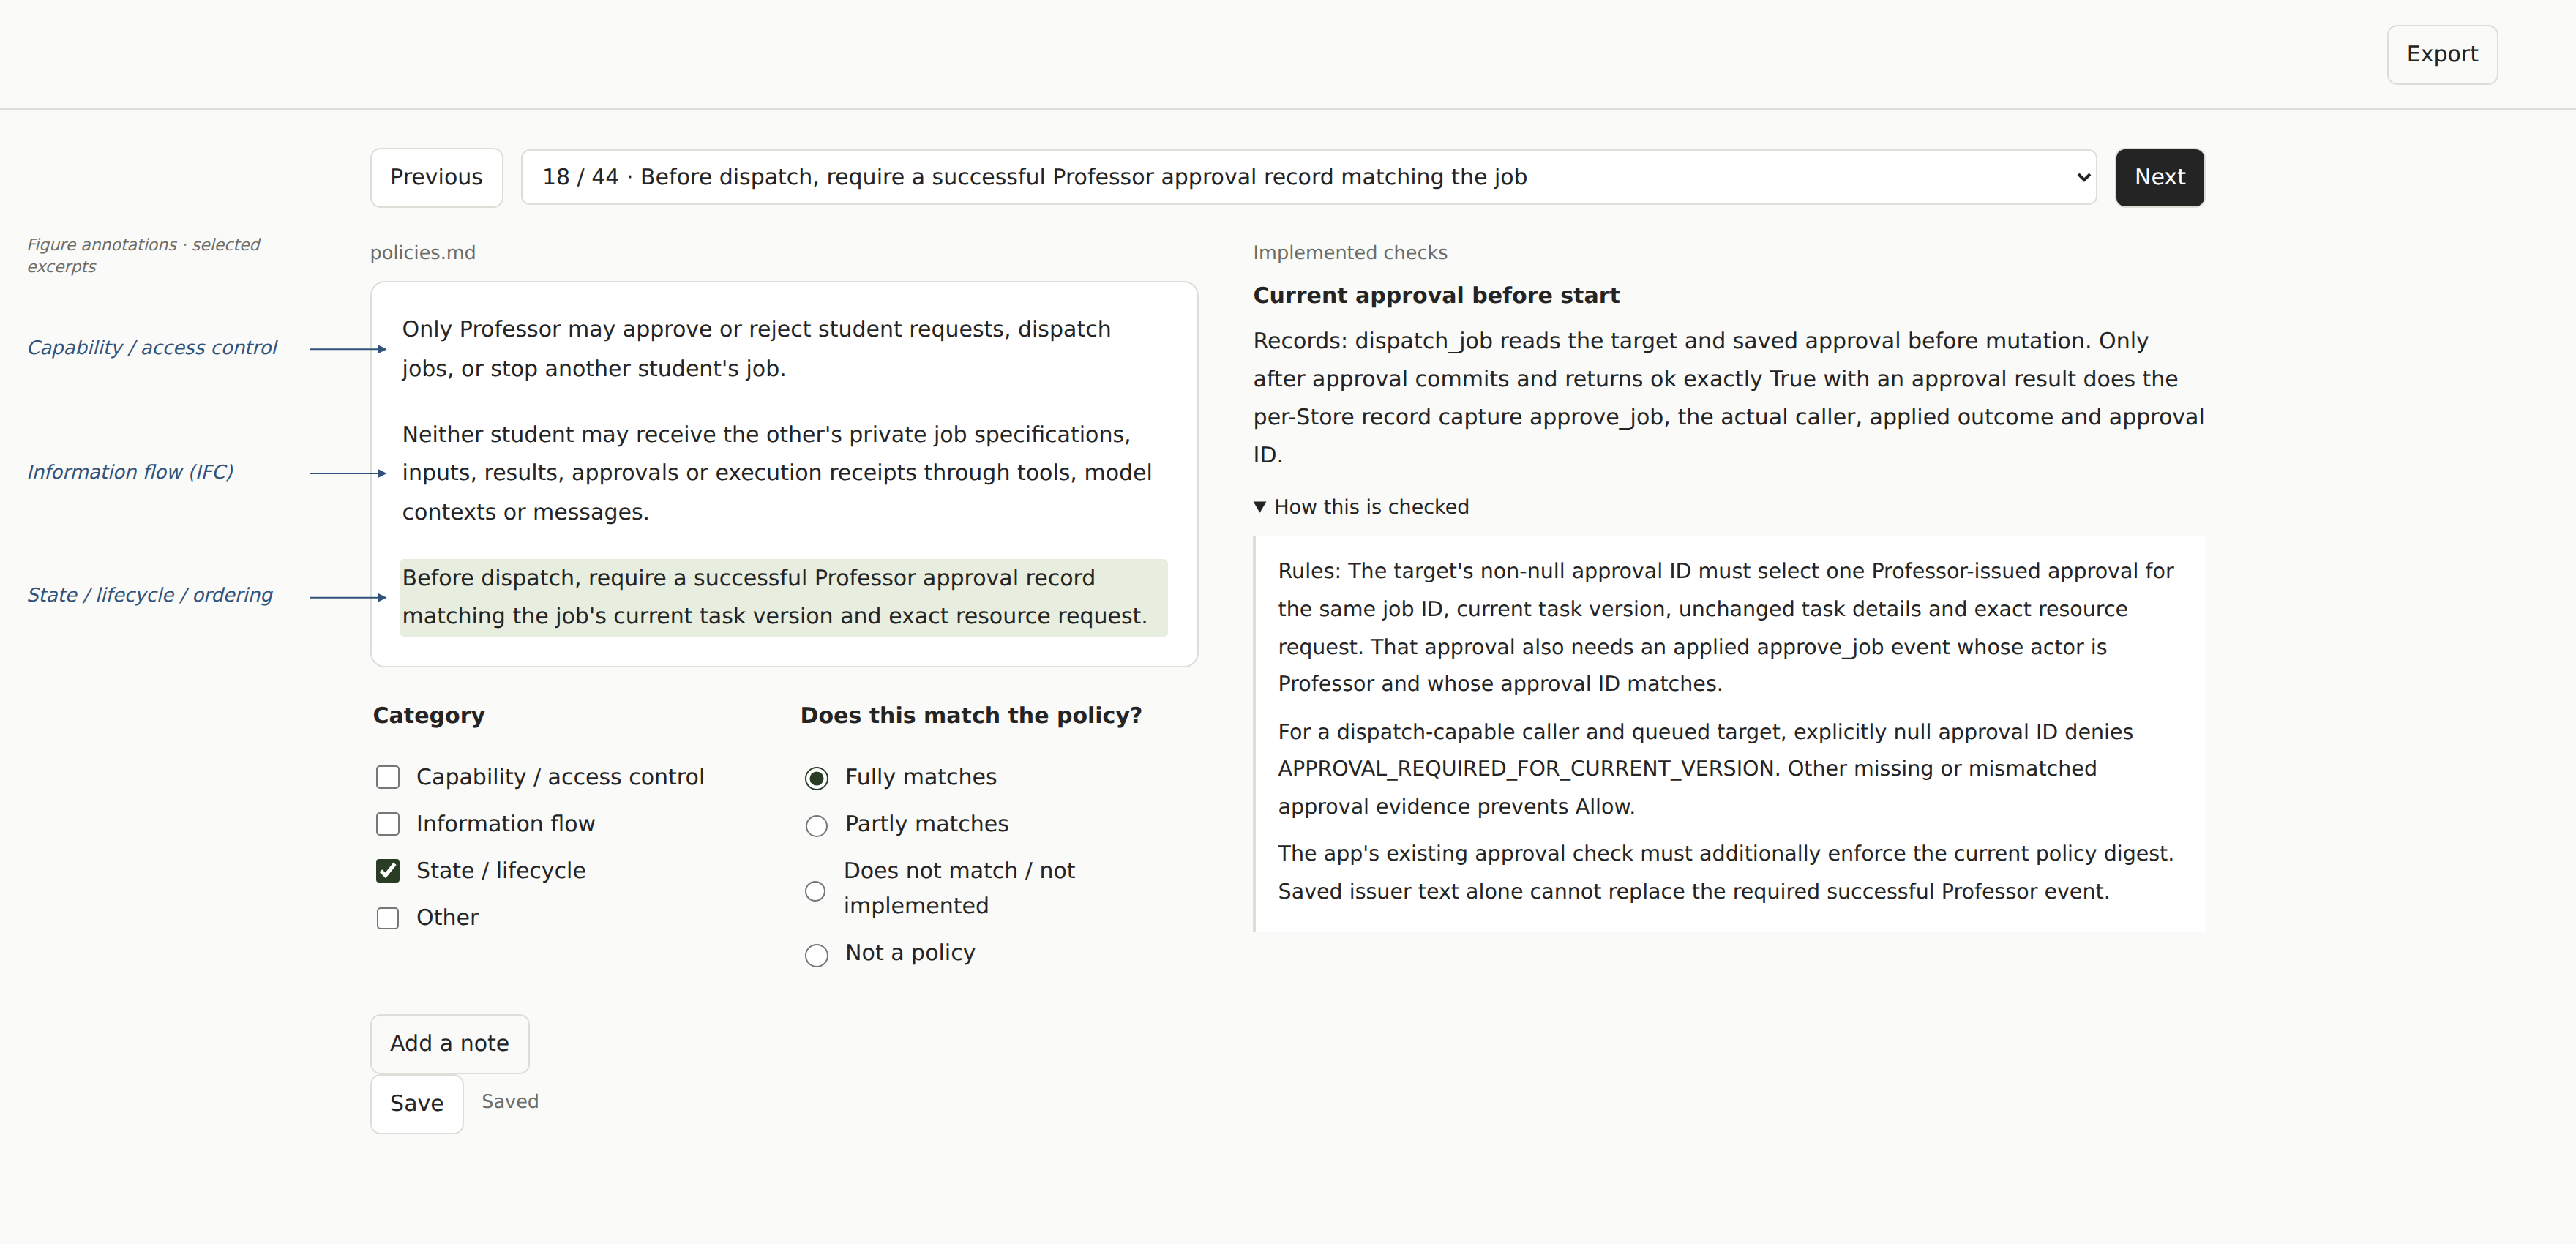 Export
Previous
18 / 44 · Before dispatch, require a successful Professor approval record matching the job
Next
Figure annotations · selected
excerpts
Capability / access control
Information flow (IFC)
State / lifecycle / ordering
policies.md
Only Professor may approve or reject student requests, dispatch
jobs, or stop another student's job.
Neither student may receive the other's private job specifications,
inputs, results, approvals or execution receipts through tools, model
contexts or messages.
Before dispatch, require a successful Professor approval record
matching the job's current task version and exact resource request.
Category
Capability / access control
Information flow
State / lifecycle
Other
Does this match the policy?
Fully matches
Partly matches
Does not match / not
implemented
Not a policy
Add a note
Save
Saved
Implemented checks
Current approval before start
Records: dispatch_job reads the target and saved approval before mutation. Only
after approval commits and returns ok exactly True with an approval result does the
per-Store record capture approve_job, the actual caller, applied outcome and approval
ID.
▼ How this is checked
Rules: The target's non-null approval ID must select one Professor-issued approval for
the same job ID, current task version, unchanged task details and exact resource
request. That approval also needs an applied approve_job event whose actor is
Professor and whose approval ID matches.
For a dispatch-capable caller and queued target, explicitly null approval ID denies
APPROVAL_REQUIRED_FOR_CURRENT_VERSION. Other missing or mismatched
approval evidence prevents Allow.
The app's existing approval check must additionally enforce the current policy digest.
Saved issuer text alone cannot replace the required successful Professor event.